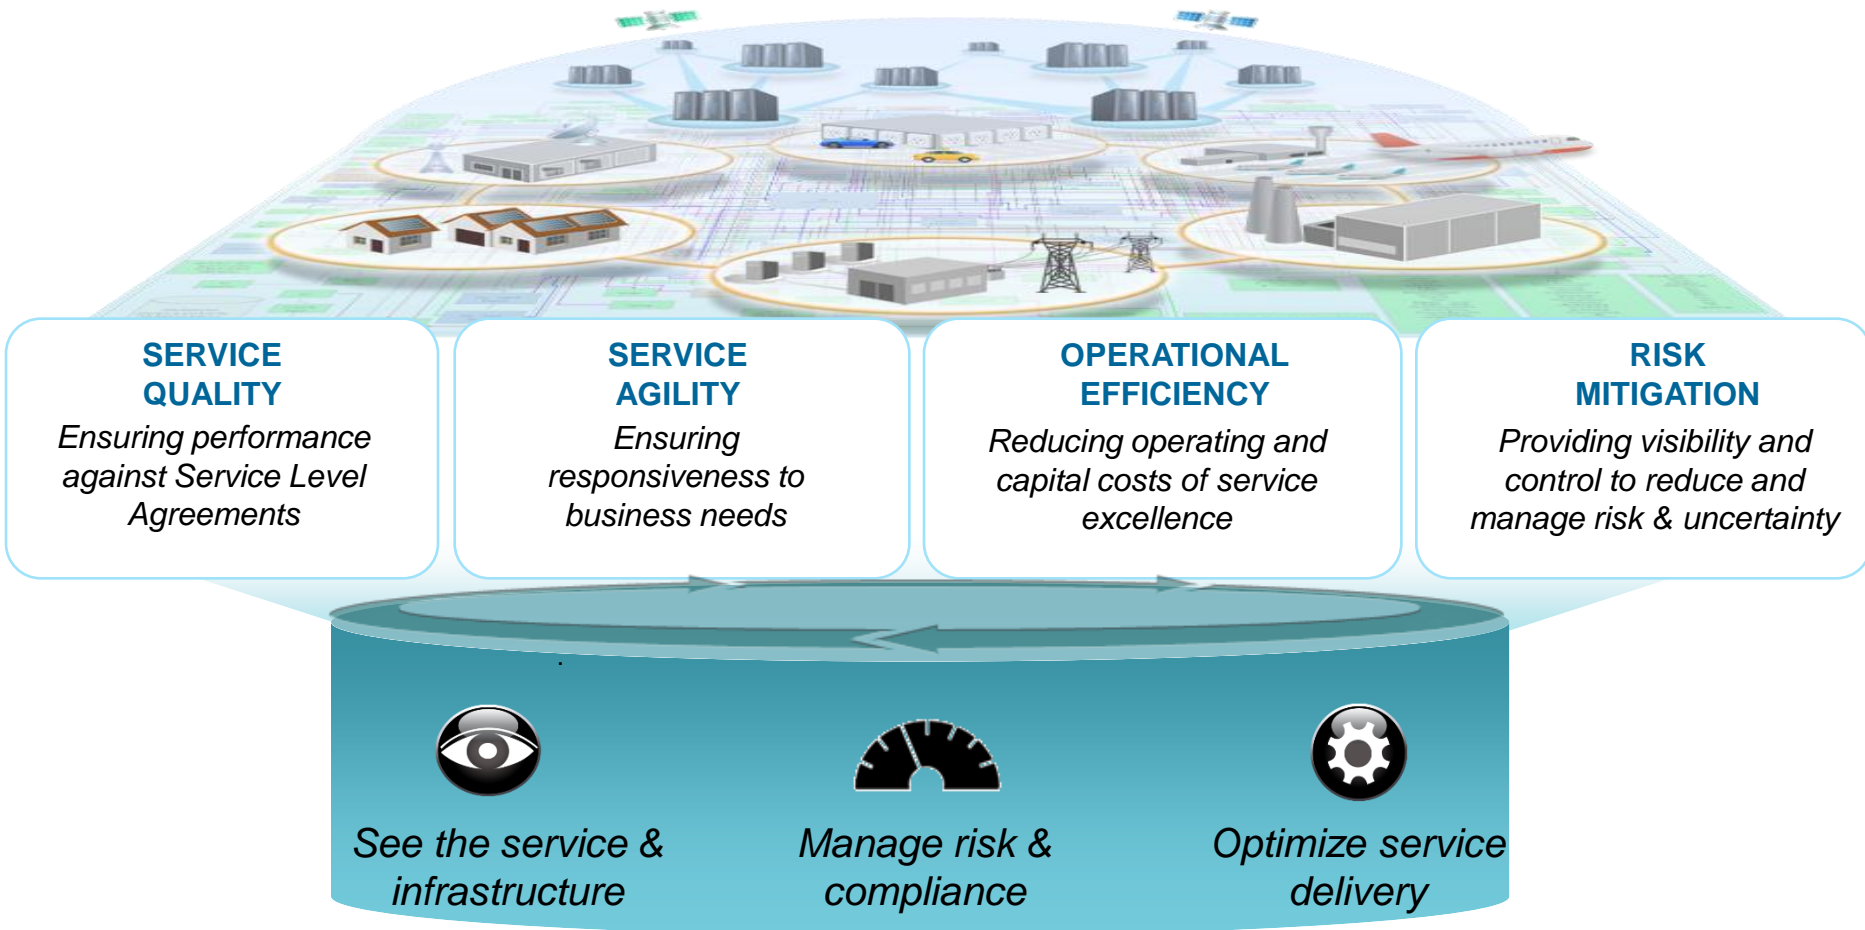 SERVICE
QUALITY
Ensuring performance
against Service Level
Agreements
SERVICE
AGILITY
Ensuring
responsiveness to
business needs
OPERATIONAL
EFFICIENCY
Reducing operating and
capital costs of service
excellence
RISK
MITIGATION
Providing visibility and
control to reduce and
manage risk & uncertainty
.
See the service &
infrastructure
Manage risk &
compliance
Optimize service
delivery